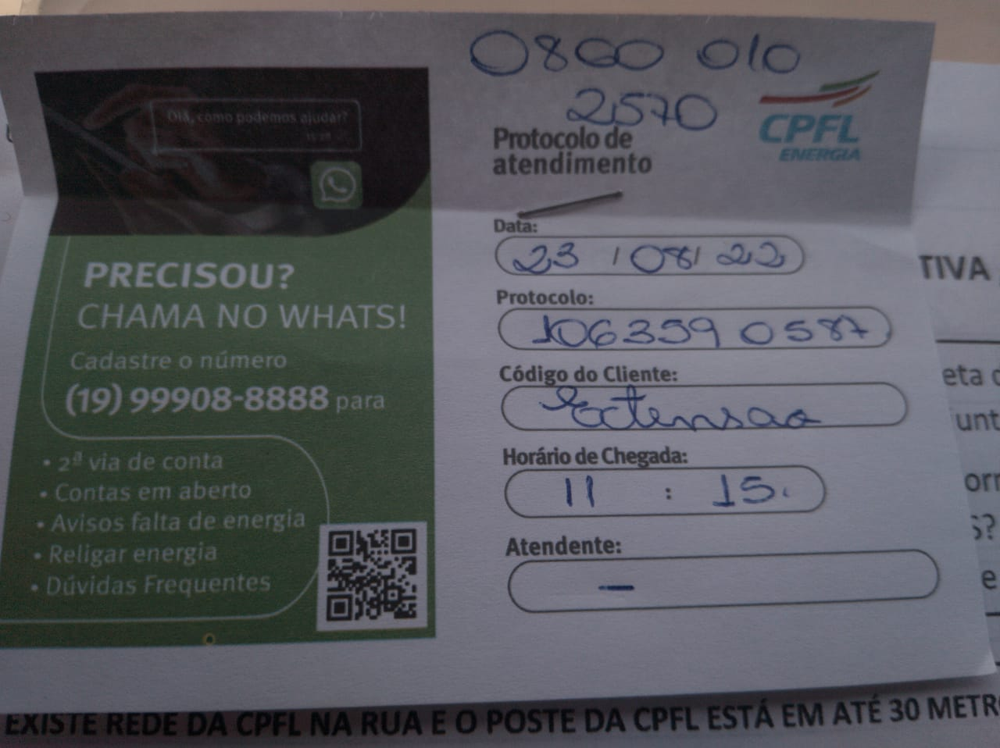 0800 010
2570
Protocolo de
atendimento
CPFL
ENERGIA
Olá, como podemos ajudar?
PRECISOU?
CHAMA NO WHATS!
Cadastre o número
(19) 99908-8888 para
• 2ª via de conta
• Contas em aberto
• Avisos falta de energia
• Religar energia
• Dúvidas Frequentes
Data:
23 / 08 / 22
Protocolo:
106359 0587
Código do Cliente:
Extensao
Horário de Chegada:
11 : 15.
Atendente:
—
TIVA
eta
unt
orr
s?
e
EXISTE REDE DA CPFL NA RUA E O POSTE DA CPFL ESTÁ EM ATÉ 30 METR